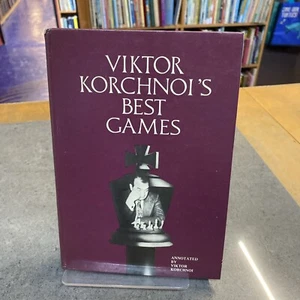 VIKTOR
KORCHNOI'S
BEST
GAMES
ANNOTATED
BY
VIKTOR
KORCHNOI